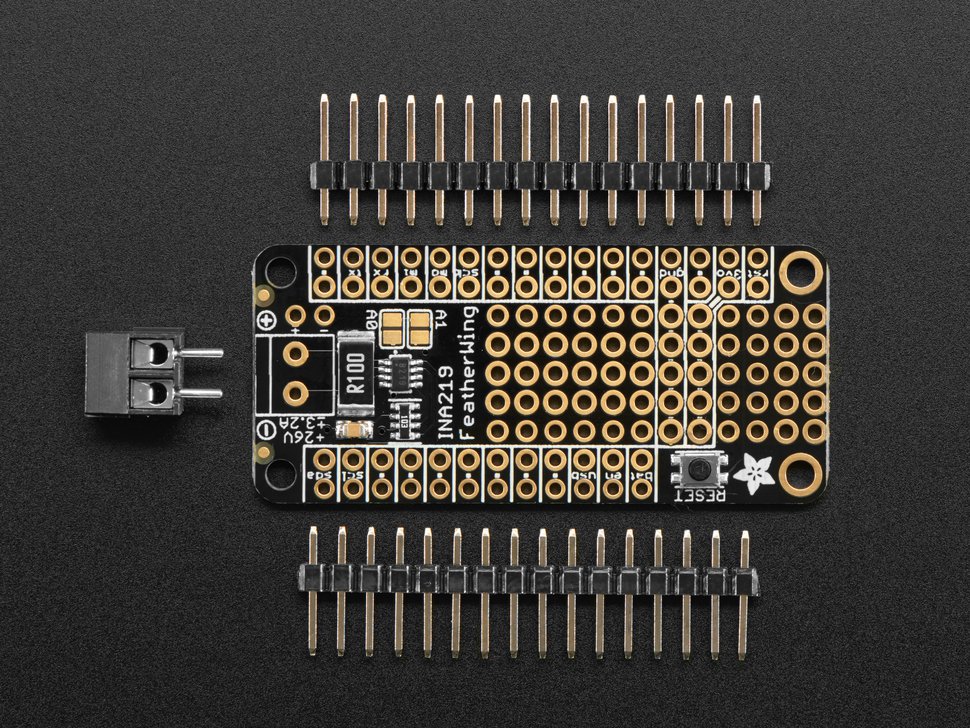 tx
rx
mi
mo
sck
gnd
3vo
rst
+
-
A0
A1
R100
INA219
FeatherWing
±3.2A
+26V
sda
scl
usb
en
bat
RESET